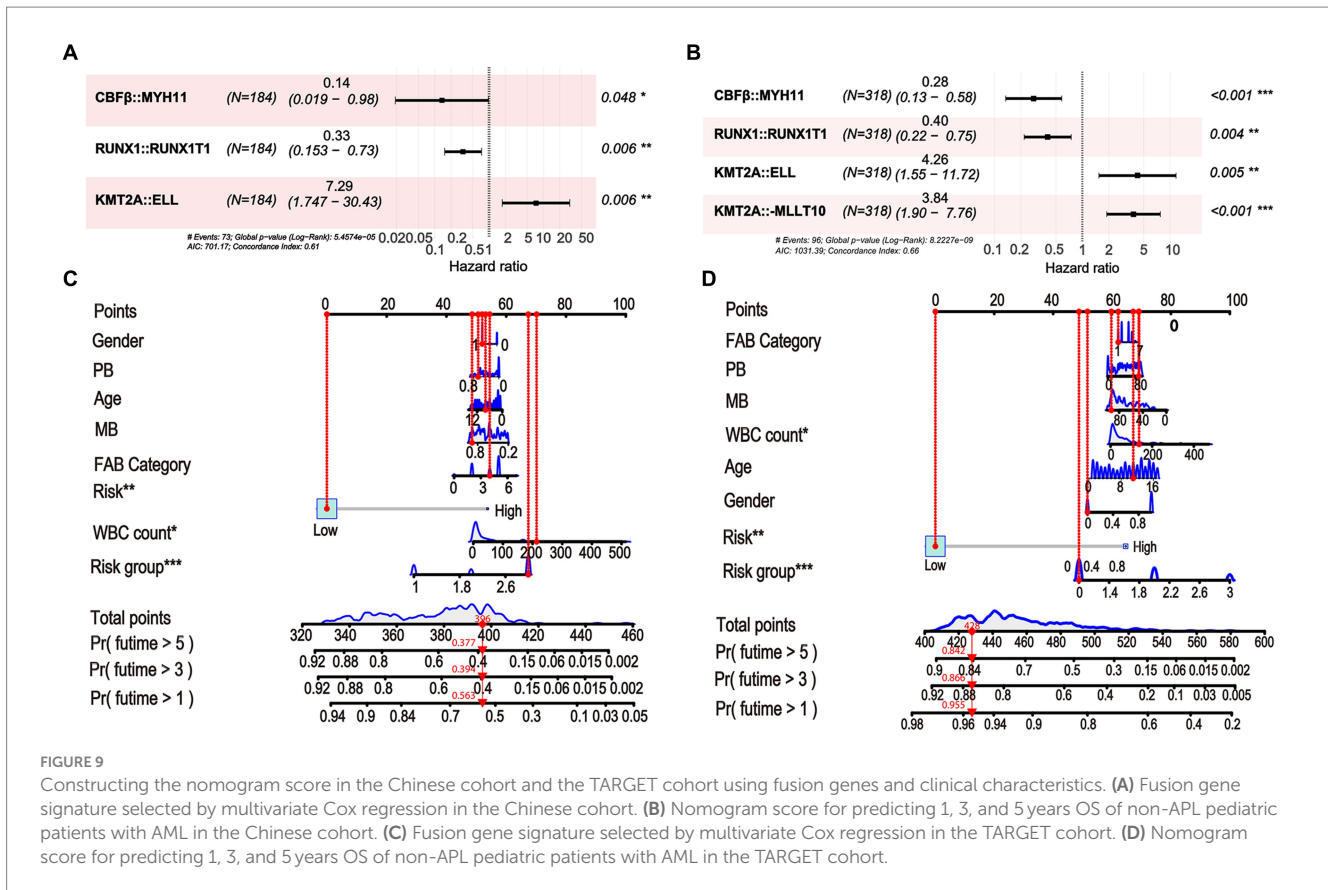 A
0.14
CBFβ::MYH11 (N=184) (0.019 − 0.98) 0.048 *
0.33
RUNX1::RUNX1T1 (N=184) (0.153 − 0.73) 0.006 **
7.29
KMT2A::ELL (N=184) (1.747 − 30.43) 0.006 **
# Events: 73; Global p−value (Log−Rank): 5.4574e−05
AIC: 701.17; Concordance Index: 0.61
0.02 0.05 0.1 0.2 0.5 1 2 5 10 20 50
Hazard ratio
B
0.28
CBFβ::MYH11 (N=318) (0.13 − 0.58) <0.001 ***
0.40
RUNX1::RUNX1T1 (N=318) (0.22 − 0.75) 0.004 **
4.26
KMT2A::ELL (N=318) (1.55 − 11.72) 0.005 **
3.84
KMT2A::-MLLT10 (N=318) (1.90 − 7.76) <0.001 ***
# Events: 96; Global p−value (Log−Rank): 8.2227e−09
AIC: 1031.39; Concordance Index: 0.66
0.1 0.2 0.5 1 2 5 10
Hazard ratio
C
Points 0 20 40 60 80 100
Gender 1 0
PB 0.8 0
Age 12 0
MB 0.8 0.2
FAB Category 0 3 6
Risk** Low High
WBC count* 0 100 200 300 400 500
Risk group*** 1 1.8 2.6
Total points 396
320 340 360 380 400 420 440 460
Pr( futime > 5 ) 0.377
0.92 0.88 0.8 0.6 0.4 0.15 0.06 0.015 0.002
Pr( futime > 3 ) 0.394
0.92 0.88 0.8 0.6 0.4 0.15 0.06 0.015 0.002
Pr( futime > 1 ) 0.563
0.94 0.9 0.84 0.7 0.5 0.3 0.1 0.03 0.05
D
Points 0 20 40 60 80 100
0
FAB Category 1 7
PB 0 80
MB 80 40 0
WBC count* 0 200 400
Age 0 8 16
Gender 0 0.4 0.8
Risk** Low High
0 0.4 0.8
Risk group*** 0 1.4 1.8 2.2 2.6 3
Total points 428
400 420 440 460 480 500 520 540 560 580 600
Pr( futime > 5 ) 0.842
0.9 0.84 0.7 0.5 0.3 0.15 0.06 0.015 0.002
Pr( futime > 3 ) 0.866
0.92 0.88 0.8 0.6 0.4 0.2 0.1 0.03 0.005
Pr( futime > 1 ) 0.955
0.98 0.96 0.94 0.9 0.8 0.6 0.4 0.2
FIGURE 9
Constructing the nomogram score in the Chinese cohort and the TARGET cohort using fusion genes and clinical characteristics. (A) Fusion gene
signature selected by multivariate Cox regression in the Chinese cohort. (B) Nomogram score for predicting 1, 3, and 5 years OS of non-APL pediatric
patients with AML in the Chinese cohort. (C) Fusion gene signature selected by multivariate Cox regression in the TARGET cohort. (D) Nomogram
score for predicting 1, 3, and 5 years OS of non-APL pediatric patients with AML in the TARGET cohort.